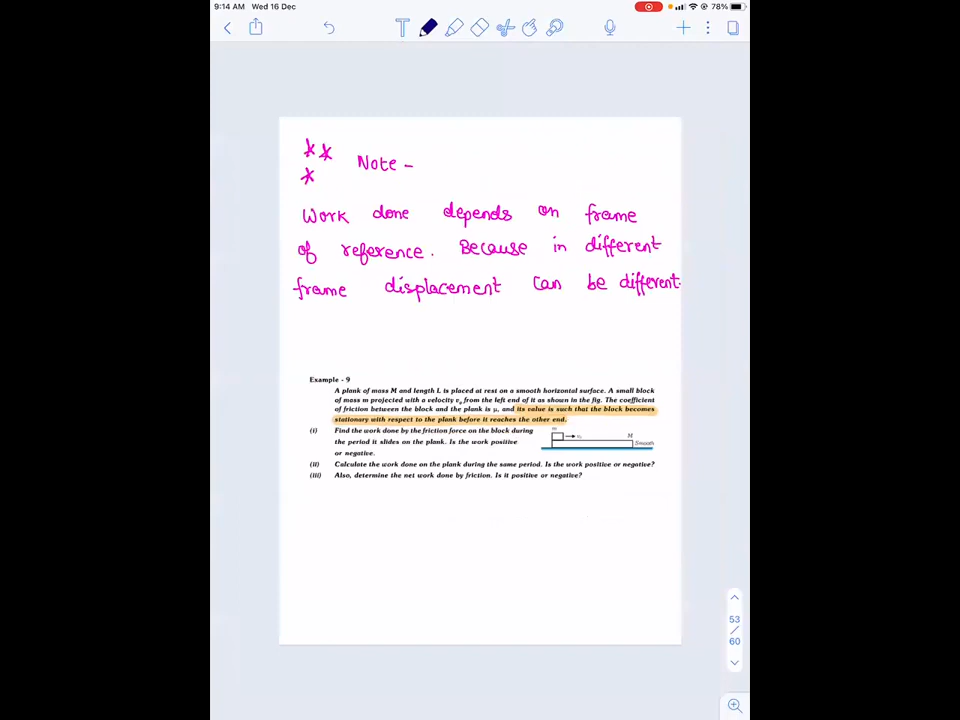 9:14 AM Wed 16 Dec
78%
Note -
Work done depends on frame
of reference. Because in different
frame displacement can be different.
Example - 9
A plank of mass M and length L is placed at rest on a smooth horizontal surface. A small block
of mass m projected with a velocity v₀ from the left end of it as shown in the fig. The coefficient
of friction between the block and the plank is μ, and its value is such that the block becomes
stationary with respect to the plank before it reaches the other end.
(i) Find the work done by the friction force on the block during
the period it slides on the plank. Is the work positive
or negative.
m v₀ M Smooth
(ii) Calculate the work done on the plank during the same period. Is the work positive or negative?
(iii) Also, determine the net work done by friction. Is it positive or negative?
53
/
60